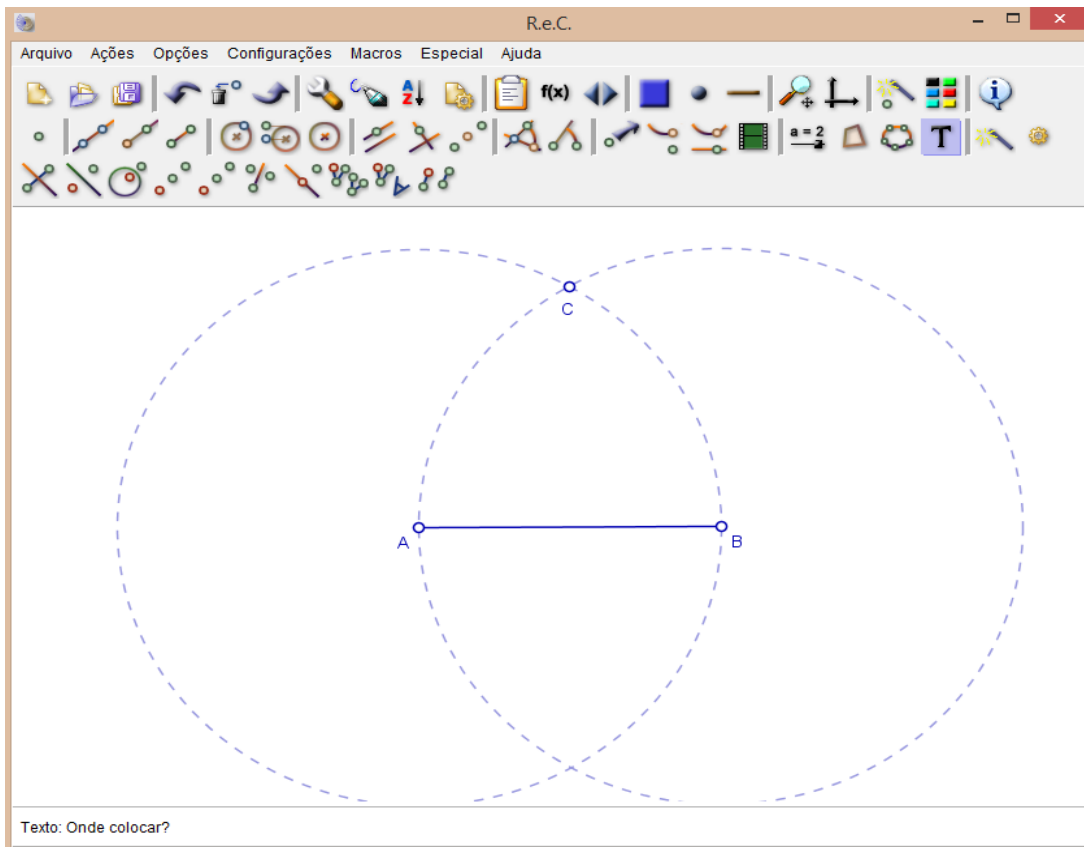 R.e.C.
Arquivo Ações Opções Configurações Macros Especial Ajuda
A
Z
f(x)
a = 2
T
C
A
B
Texto: Onde colocar?